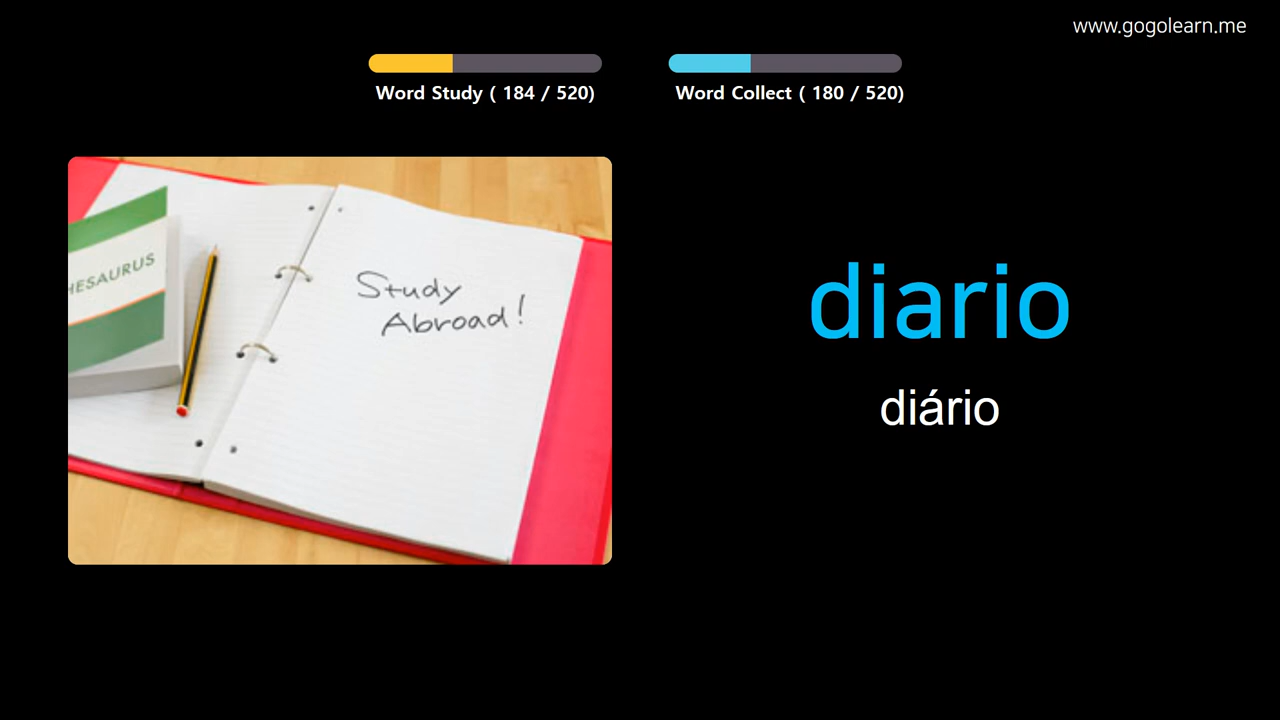 www.gogolearn.me
Word Study ( 184 / 520)
Word Collect ( 180 / 520)
HESAURUS
Study
Abroad!
diario
diário